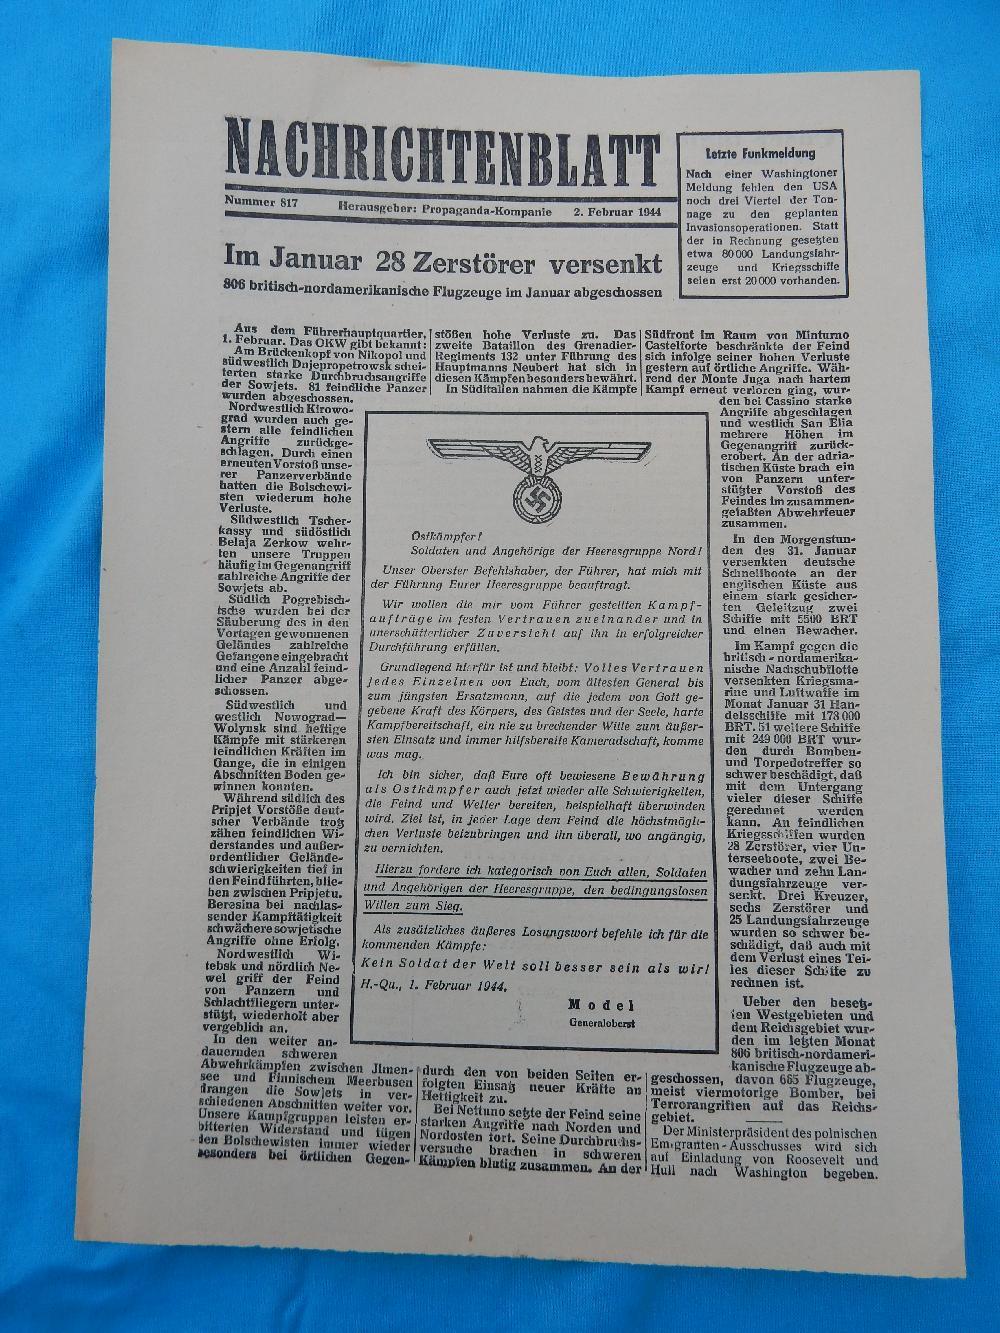 NACHRICHTENBLATT
Nummer 817 Herausgeber: Propaganda-Kompanie 2. Februar 1944
Letzte Funkmeldung
Nach einer Washingtoner
Meldung fehlen den USA
noch drei Viertel der Ton-
nage zu den geplanten
Invasionsoperationen. Statt
der in Rechnung gesetzten
etwa 80000 Landungsfahr-
zeuge und Kriegsschiffe
seien erst 20000 vorhanden.
Im Januar 28 Zerstörer versenkt
806 britisch-nordamerikanische Flugzeuge im Januar abgeschossen
Aus dem Führerhauptquartier,
1. Februar. Das OKW gibt bekannt:
Am Brückenkopf von Nikopol und
südwestlich Dnjepropetrowsk schei-
terten starke Durchbruchsangriffe
der Sowjets. 81 feindliche Panzer
wurden abgeschossen.
Nordwestlich Kirowo-
grad wurden auch ge-
stern alle feindlichen
Angriffe zurückge-
schlagen. Durch einen
erneuten Vorstoß unse-
rer Panzerverbände
hatten die Bolschewi-
sten wiederum hohe
Verluste.
Südwestlich Tscher-
kassy und südöstlich
Belaja Zerkow wehr-
ten unsere Truppen
häufig im Gegenangriff
zahlreiche Angriffe der
Sowjets ab.
Südlich Pogrebisch-
tsche wurden bei der
Säuberung des in den
Vortagen gewonnenen
Geländes zahlreiche
Gefangene eingebracht
und eine Anzahl feind-
licher Panzer abge-
schossen.
Südwestlich und
westlich Nowograd—
Wolynsk sind heftige
Kämpfe mit stärkeren
feindlichen Kräften im
Gange, die in einigen
Abschnitten Boden ge-
winnen konnten.
Während südlich des
Pripjet Vorstöße deut-
scher Verbände trotz
zähen feindlichen Wi-
derstandes und außer-
ordentlicher Gelände-
schwierigkeiten tief in
den Feind führten, blie-
ben zwischen Pripjet u.
Beresina bei nachlas-
sender Kampftätigkeit
schwächere sowjetische
Angriffe ohne Erfolg.
Nordwestlich Wi-
tebsk und nördlich Ne-
wel griff der Feind
von Panzern und
Schlachtfliegern unter-
stützt, wiederholt aber
vergeblich an.
In den weiter an-
dauernden schweren
Abwehrkämpfen zwischen Ilmen-
see und Finnischem Meerbusen
drangen die Sowjets in ver-
schiedenen Abschnitten weiter vor.
Unsere Kampfgruppen leisten er-
bitterten Widerstand und fügen
den Bolschewisten immer wieder
besonders bei örtlichen Gegen-
stößen hohe Verluste zu. Das
zweite Bataillon des Grenadier-
Regiments 132 unter Führung des
Hauptmanns Neubert hat sich in
diesen Kämpfen besonders bewährt.
In Süditalien nahmen die Kämpfe
durch den von beiden Seiten er-
folgten Einsatz neuer Kräfte an
Heftigkeit zu.
Bei Nettuno setzte der Feind seine
starken Angriffe nach Norden und
Nordosten fort. Seine Durchbruchs-
versuche brachen in schweren
Kämpfen blutig zusammen. An der
Südfront im Raum von Minturno
Castelforte beschränkte der Feind
sich infolge seiner hohen Verluste
gestern auf örtliche Angriffe. Wäh-
rend der Monte Juga nach hartem
Kampf erneut verloren ging, wur-
den bei Cassino starke
Angriffe abgeschlagen
und westlich San Elia
mehrere Höhen im
Gegenangriff zurück-
erobert. An der adria-
tischen Küste brach ein
von Panzern unter-
stützter Vorstoß des
Feindes im zusammen-
gefaßten Abwehrfeuer
zusammen.
In den Morgenstun-
den des 31. Januar
versenkten deutsche
Schnellboote an der
englischen Küste aus
einem stark gesicher-
ten Geleitzug zwei
Schiffe mit 5500 BRT
und einen Bewacher.
Im Kampf gegen die
britisch-nordamerika-
nische Nachschubflotte
versenkten Kriegsma-
rine und Luftwaffe im
Monat Januar 31 Han-
delsschiffe mit 178000
BRT. 51 weitere Schiffe
mit 249000 BRT wur-
den durch Bomben-
und Torpedotreffer so
schwer beschädigt, daß
mit dem Untergang
vieler dieser Schiffe
gerechnet werden
kann. An feindlichen
Kriegsschiffen wurden
28 Zerstörer, vier Un-
terseeboote, zwei Be-
wacher und zehn Lan-
dungsfahrzeuge ver-
senkt. Drei Kreuzer,
sechs Zerstörer und
25 Landungsfahrzeuge
wurden so schwer be-
schädigt, daß auch mit
dem Verlust eines Tei-
les dieser Schiffe zu
rechnen ist.
Ueber den besetz-
ten Westgebieten und
dem Reichsgebiet wur-
den im letzten Monat
806 britisch-nordameri-
kanische Flugzeuge ab-
geschossen, davon 665 Flugzeuge,
meist viermotorige Bomber, bei
Terrorangriffen auf das Reichs-
gebiet.
Der Ministerpräsident des polnischen
Emigranten-Ausschusses wird sich
auf Einladung von Roosevelt und
Hull nach Washington begeben.
Ostkämpfer!
Soldaten und Angehörige der Heeresgruppe Nord!
Unser Oberster Befehlshaber, der Führer, hat mich mit
der Führung Eurer Heeresgruppe beauftragt.
Wir wollen die mir vom Führer gestellten Kampf-
aufträge im festen Vertrauen zueinander und in
unerschütterlicher Zuversicht auf ihn in erfolgreicher
Durchführung erfüllen.
Grundlegend hierfür ist und bleibt: Volles Vertrauen
jedes Einzelnen von Euch, vom ältesten General bis
zum jüngsten Ersatzmann, auf die jedem von Gott ge-
gebene Kraft des Körpers, des Geistes und der Seele, harte
Kampfbereitschaft, ein nie zu brechender Wille zum äußer-
sten Einsatz und immer hilfsbereite Kameradschaft, komme
was mag.
Ich bin sicher, daß Eure oft bewiesene Bewährung
als Ostkämpfer auch jetzt wieder alle Schwierigkeiten,
die Feind und Wetter bereiten, beispielhaft überwinden
wird. Ziel ist, in jeder Lage dem Feind die höchstmögli-
chen Verluste beizubringen und ihn überall, wo angängig,
zu vernichten.
Hierzu fordere ich kategorisch von Euch allen, Soldaten
und Angehörigen der Heeresgruppe, den bedingungslosen
Willen zum Sieg.
Als zusätzliches äußeres Losungswort befehle ich für die
kommenden Kämpfe:
Kein Soldat der Welt soll besser sein als wir!
H.-Qu., 1. Februar 1944.
Model
Generaloberst